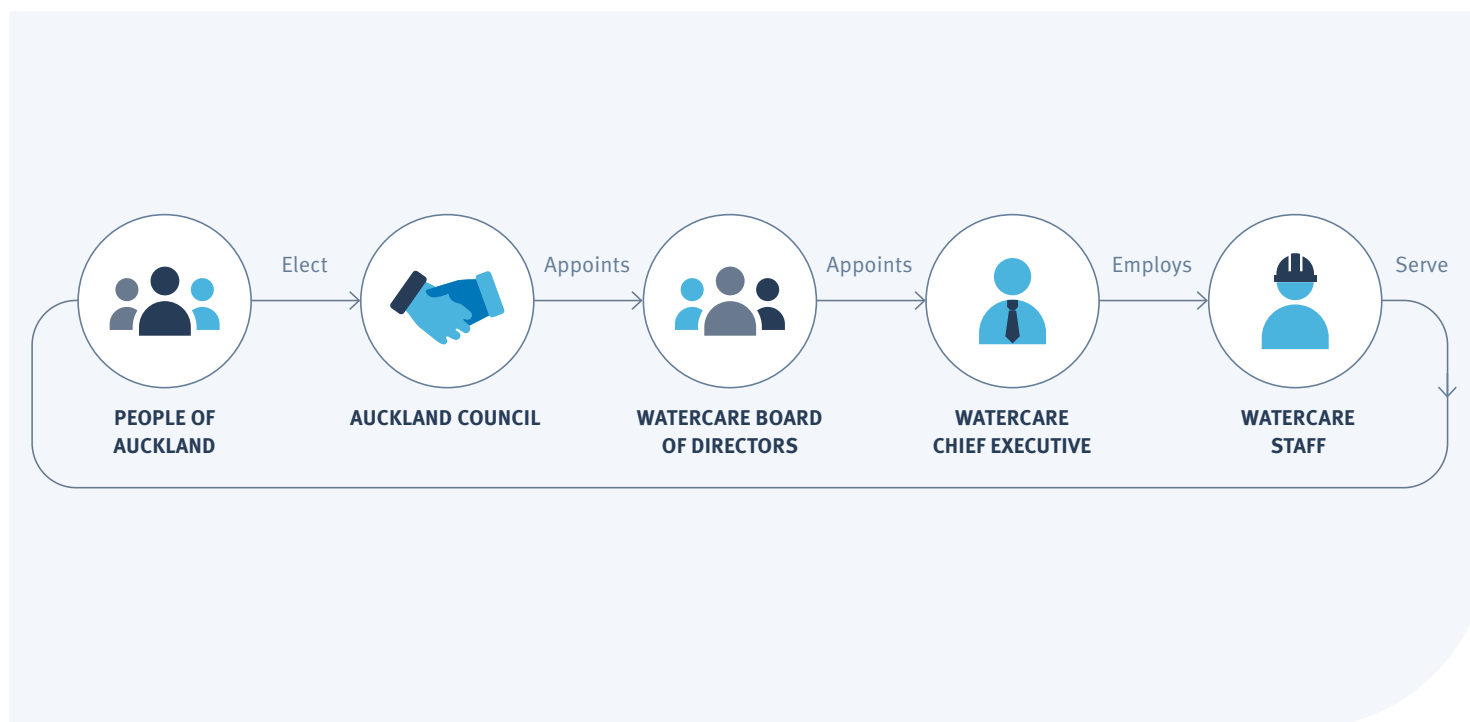 Elect
Appoints
Appoints
Employs
Serve
PEOPLE OF
AUCKLAND
AUCKLAND COUNCIL
WATERCARE BOARD
OF DIRECTORS
WATERCARE
CHIEF EXECUTIVE
WATERCARE
STAFF